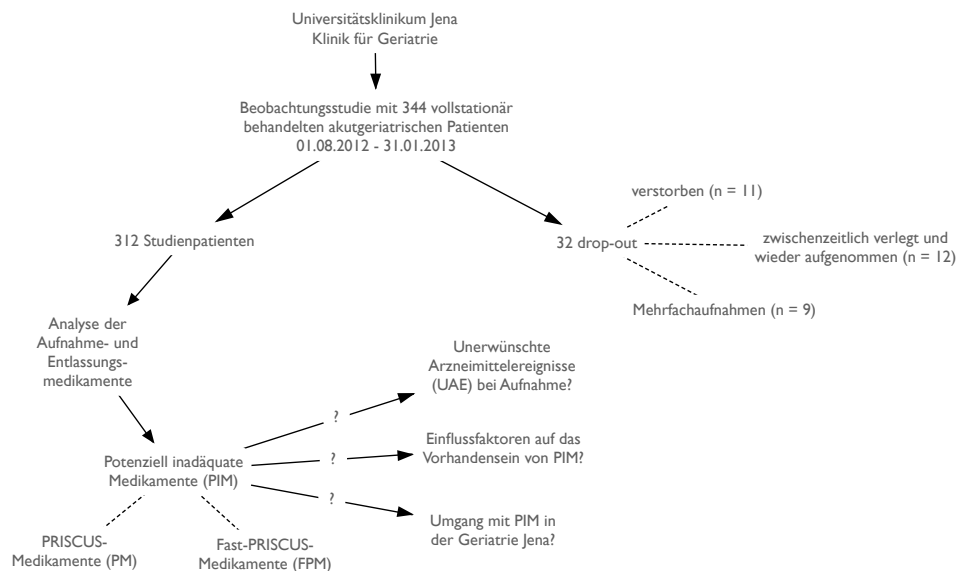 Universitätsklinikum Jena
Klinik für Geriatrie
Beobachtungsstudie mit 344 vollstationär
behandelten akutgeriatrischen Patienten
01.08.2012 - 31.01.2013
verstorben (n = 11)
312 Studienpatienten
32 drop-out
zwischenzeitlich verlegt und
wieder aufgenommen (n = 12)
Mehrfachaufnahmen (n = 9)
Analyse der
Aufnahme- und
Entlassungs-
medikamente
Unerwünschte
Arzneimittelereignisse
(UAE) bei Aufnahme?
?
Einflussfaktoren auf das
Vorhandensein von PIM?
?
Potenziell inadäquate
Medikamente (PIM)
?
Umgang mit PIM in
der Geriatrie Jena?
PRISCUS-
Medikamente (PM)
Fast-PRISCUS-
Medikamente (FPM)